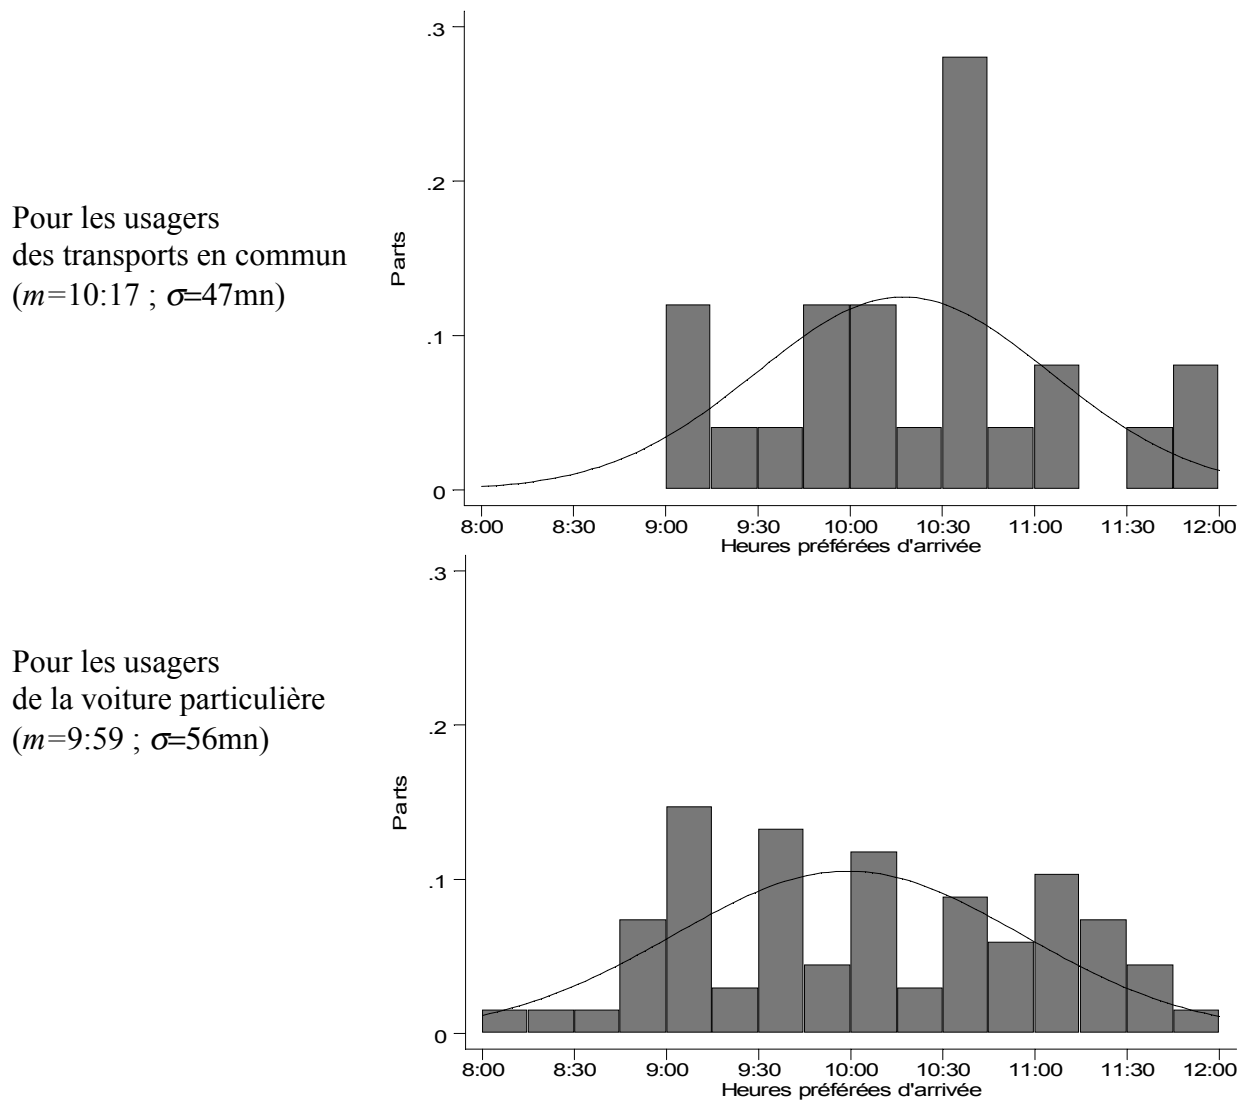 Pour les usagers
des transports en commun
(m=10:17 ; σ=47mn)
Parts
.3
.2
.1
0
8:00 8:30 9:00 9:30 10:00 10:30 11:00 11:30 12:00
Heures préférées d'arrivée
Pour les usagers
de la voiture particulière
(m=9:59 ; σ=56mn)
Parts
.3
.2
.1
0
8:00 8:30 9:00 9:30 10:00 10:30 11:00 11:30 12:00
Heures préférées d'arrivée